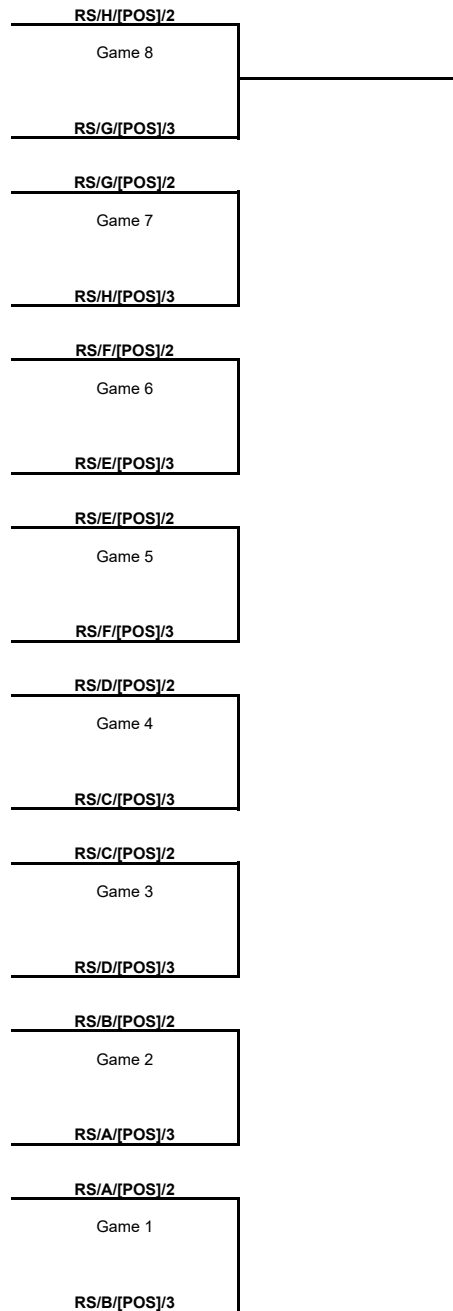 RS/H/[POS]/2
Game 8
RS/G/[POS]/3
RS/G/[POS]/2
Game 7
RS/H/[POS]/3
RS/F/[POS]/2
Game 6
RS/E/[POS]/3
RS/E/[POS]/2
Game 5
RS/F/[POS]/3
RS/D/[POS]/2
Game 4
RS/C/[POS]/3
RS/C/[POS]/2
Game 3
RS/D/[POS]/3
RS/B/[POS]/2
Game 2
RS/A/[POS]/3
RS/A/[POS]/2
Game 1
RS/B/[POS]/3